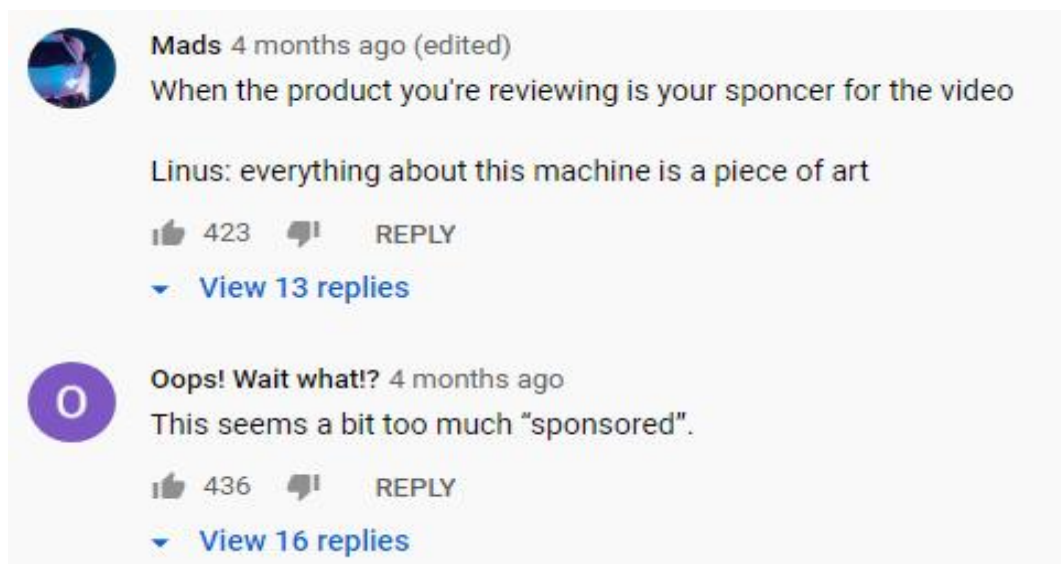 Mads 4 months ago (edited)
When the product you're reviewing is your sponcer for the video
Linus: everything about this machine is a piece of art
423 REPLY
View 13 replies
O
Oops! Wait what!? 4 months ago
This seems a bit too much “sponsored”.
436 REPLY
View 16 replies